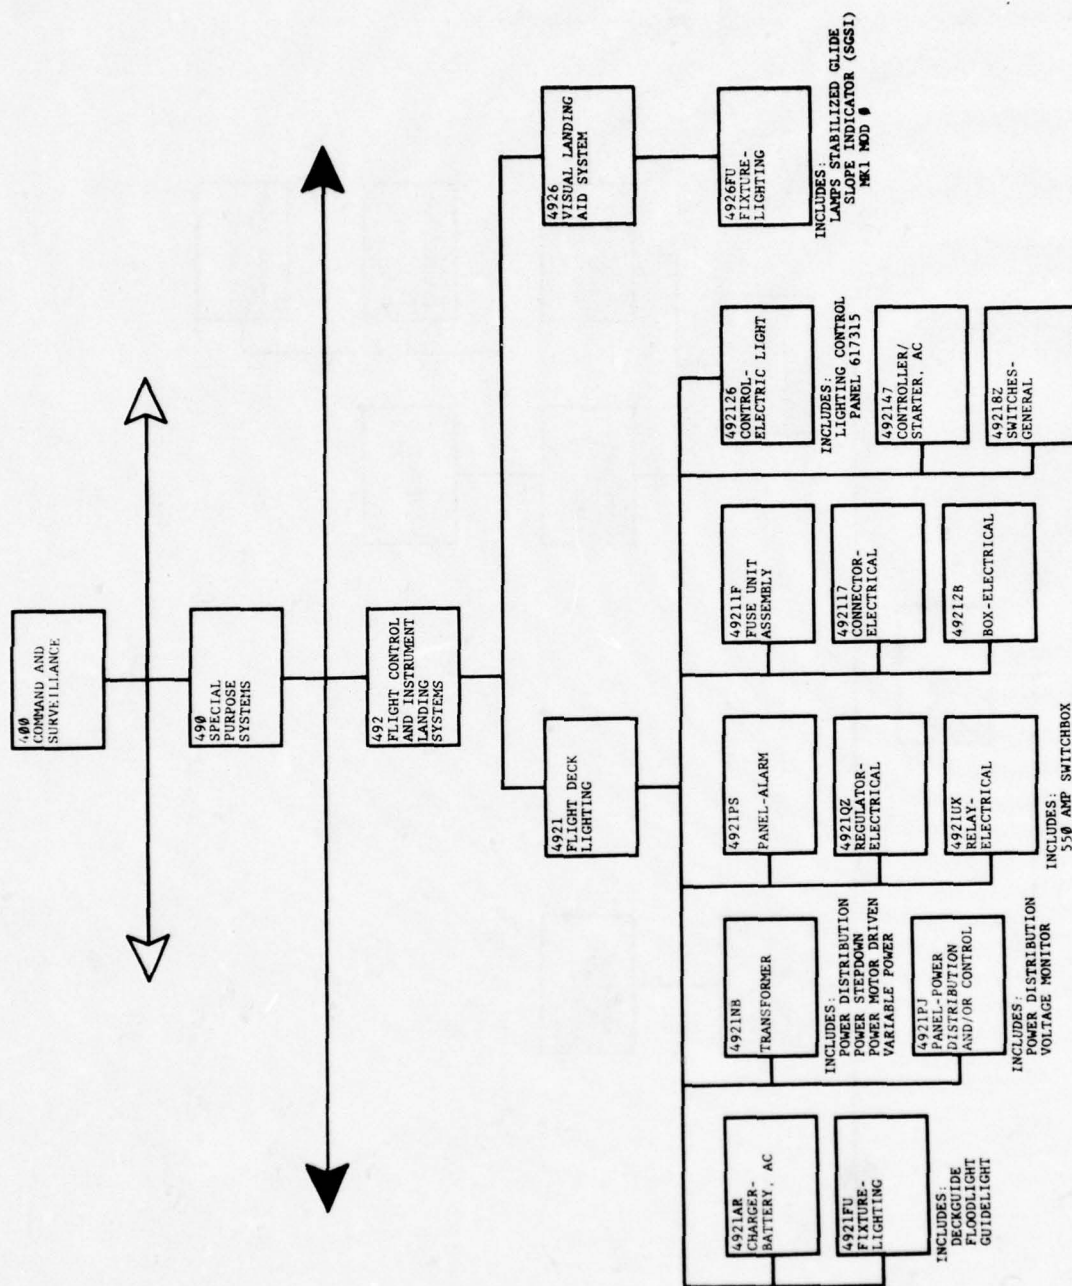 400
COMMAND AND
SURVEILLANCE
490
SPECIAL
PURPOSE
SYSTEMS
492
FLIGHT CONTROL
AND INSTRUMENT
LANDING
SYSTEMS
4921
FLIGHT DECK
LIGHTING
4926
VISUAL LANDING
AID SYSTEM
4921AR
CHARGER-
BATTERY, AC
4921FU
FIXTURE-
LIGHTING
INCLUDES:
DECKGUIDE
FLOODLIGHT
GUIDELIGHT
4921NB
TRANSFORMER
INCLUDES:
POWER DISTRIBUTION
POWER STEPDOWN
POWER MOTOR DRIVEN
VARIABLE POWER
4921PJ
PANEL-POWER
DISTRIBUTION
AND/OR CONTROL
INCLUDES:
POWER DISTRIBUTION
VOLTAGE MONITOR
4921PS
PANEL-ALARM
4921QZ
REGULATOR-
ELECTRICAL
4921UX
RELAY-
ELECTRICAL
INCLUDES:
550 AMP SWITCHBOX
49211F
FUSE UNIT
ASSEMBLY
492117
CONNECTOR-
ELECTRICAL
49212B
BOX-ELECTRICAL
492126
CONTROL-
ELECTRIC LIGHT
INCLUDES:
LIGHTING CONTROL
PANEL 617315
492147
CONTROLLER/
STARTER, AC
49218Z
SWITCHES-
GENERAL
4926FU
FIXTURE-
LIGHTING
INCLUDES:
LAMPS STABILIZED GLIDE
SLOPE INDICATOR (SGSI)
MK1 MOD 0